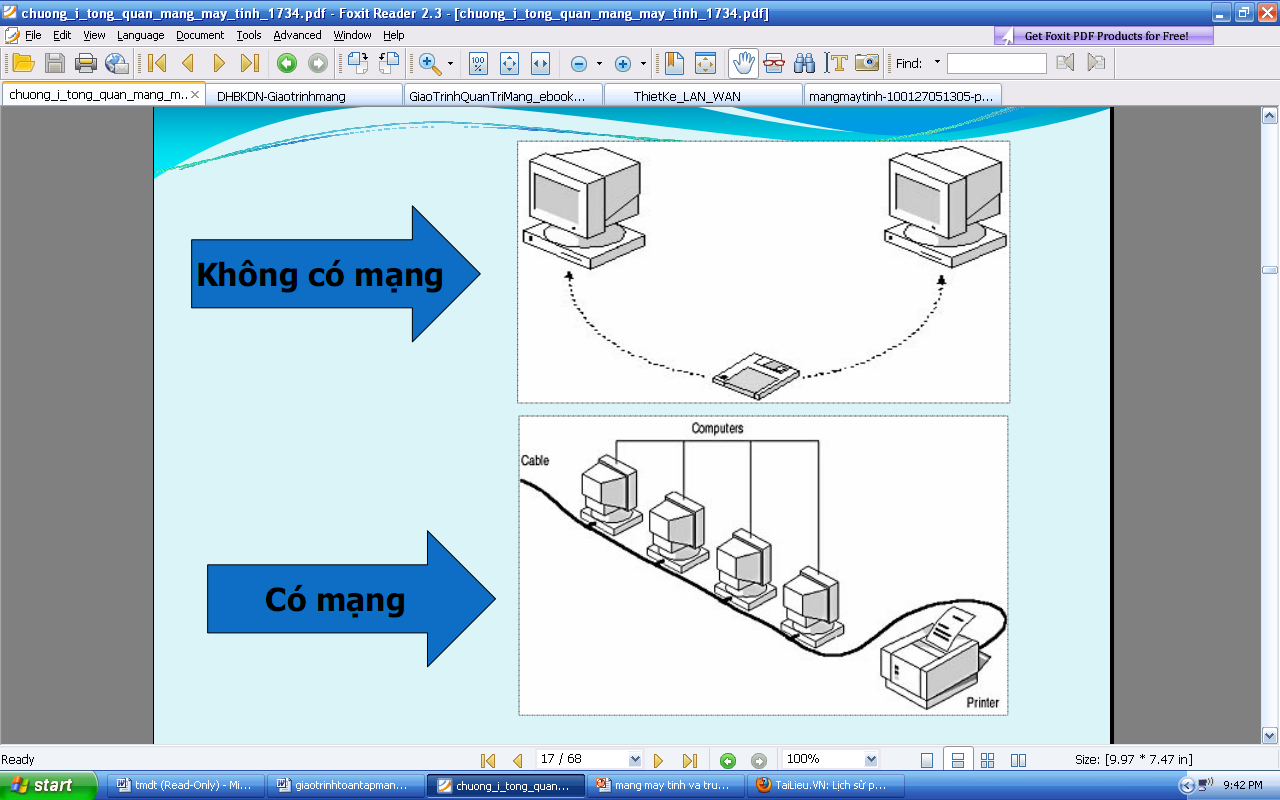 chuong_i_tong_quan_mang_may_tinh_1734.pdf - Foxit Reader 2.3 - [chuong_i_tong_quan_mang_may_tinh_1734.pdf]
File Edit View Language Document Tools Advanced Window Help
Get Foxit PDF Products for Free!
100 %
Find:
chuong_i_tong_quan_mang_m...
DHBKDN-Giaotrinhmang
GiaoTrinhQuanTriMang_ebook...
ThietKe_LAN_WAN
mangmaytinh-100127051305-p...
Không có mạng
Computers
Cable
Có mạng
Printer
Ready
17 / 68
100%
Size: [9.97 * 7.47 in]
start
tmdt (Read-Only) - Mi...
giaotrinhtoantapman...
chuong_i_tong_quan...
mang may tinh va tru...
TaiLieu.VN: Lịch sử p...
9:42 PM